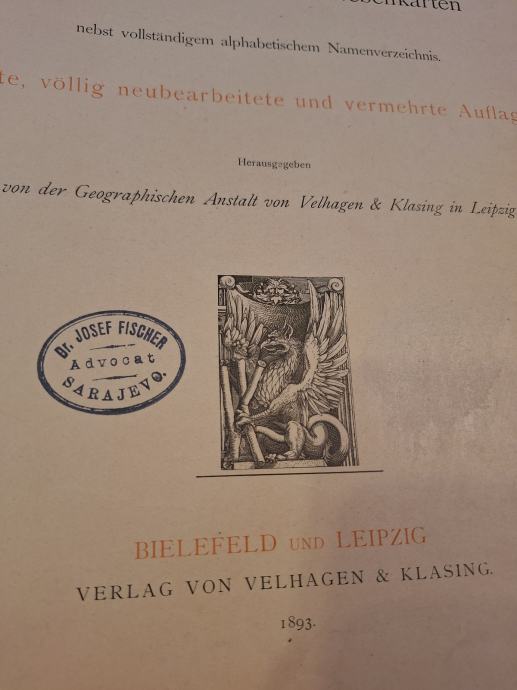 nebst vollständigem alphabetischem Namenverzeichnis.
völlig neubearbeitete und vermehrte
Herausgegeben
von der Geographischen Anstalt von Velhagen & Klasing in Leipzig
Dr. JOSEF FISCHER
Advocat
SARAJEVO.
BIELEFELD UND LEIPZIG
VERLAG VON VELHAGEN & KLASING.
1893.